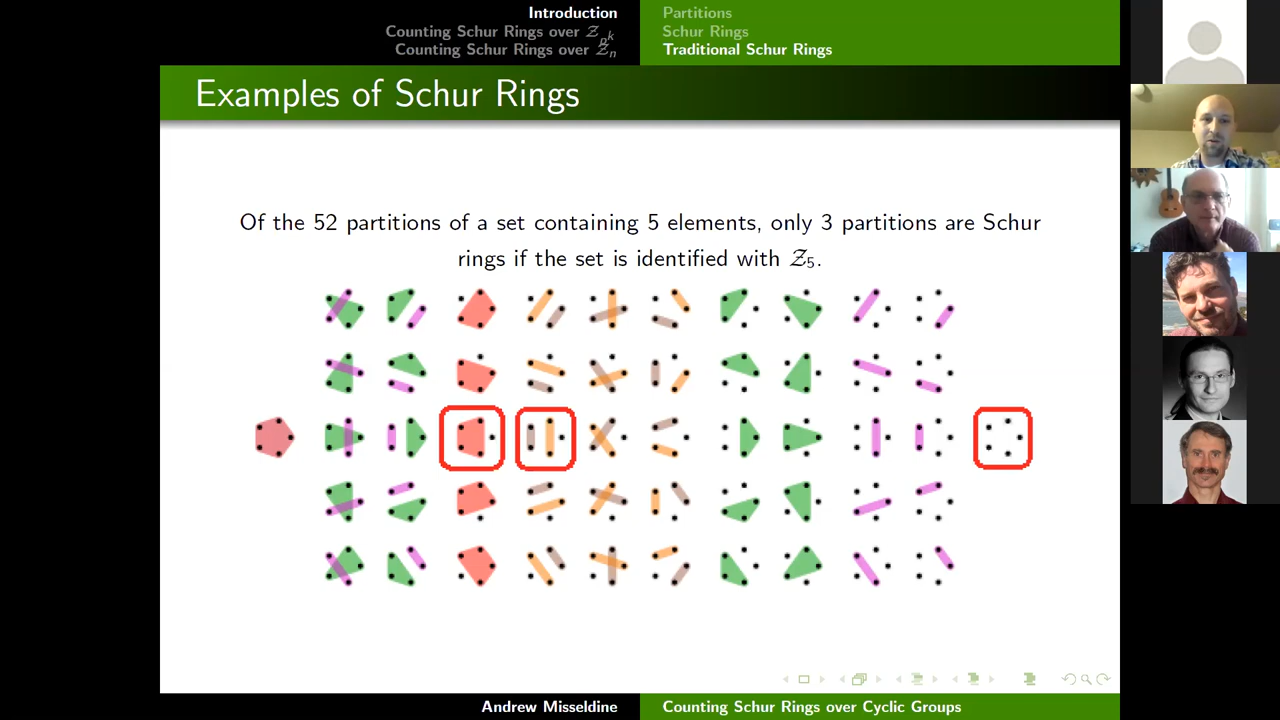 Introduction
Counting Schur Rings over 𝒵ₚᵏ
Counting Schur Rings over 𝒵ₙ
Partitions
Schur Rings
Traditional Schur Rings
Examples of Schur Rings
Of the 52 partitions of a set containing 5 elements, only 3 partitions are Schur
rings if the set is identified with 𝒵₅.
Andrew Misseldine
Counting Schur Rings over Cyclic Groups